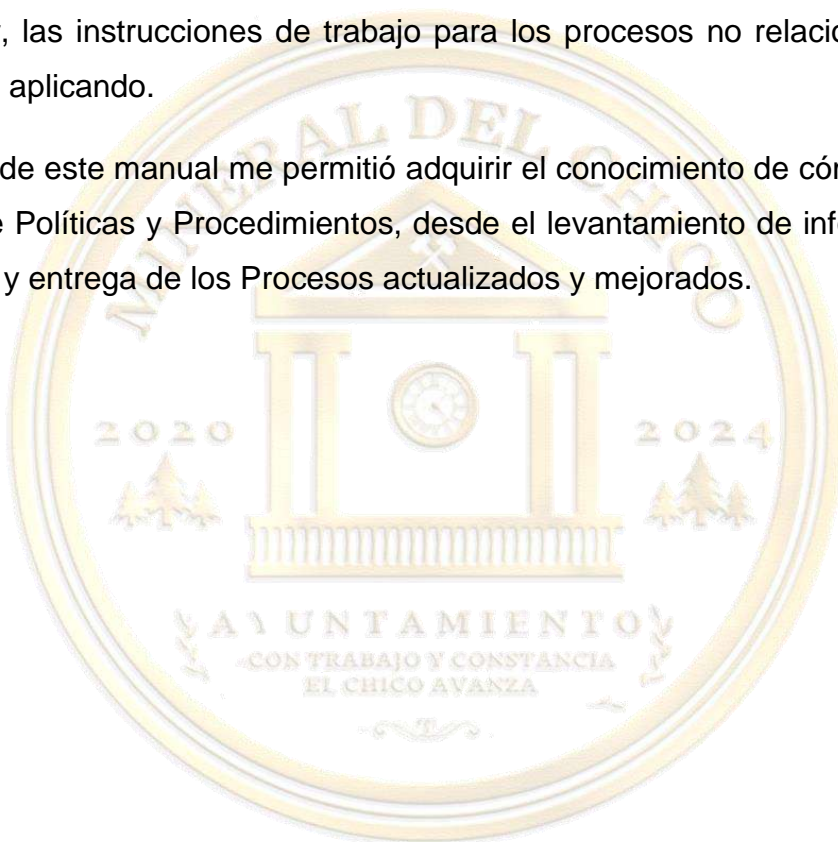 , las instrucciones de trabajo para los procesos no relacio
aplicando.
de este manual me permitió adquirir el conocimiento de có
Políticas y Procedimientos, desde el levantamiento de inf
y entrega de los Procesos actualizados y mejorados.
MINERAL DEL CHICO
2020 2024
AYUNTAMIENTO
CON TRABAJO Y CONSTANCIA
EL CHICO AVANZA